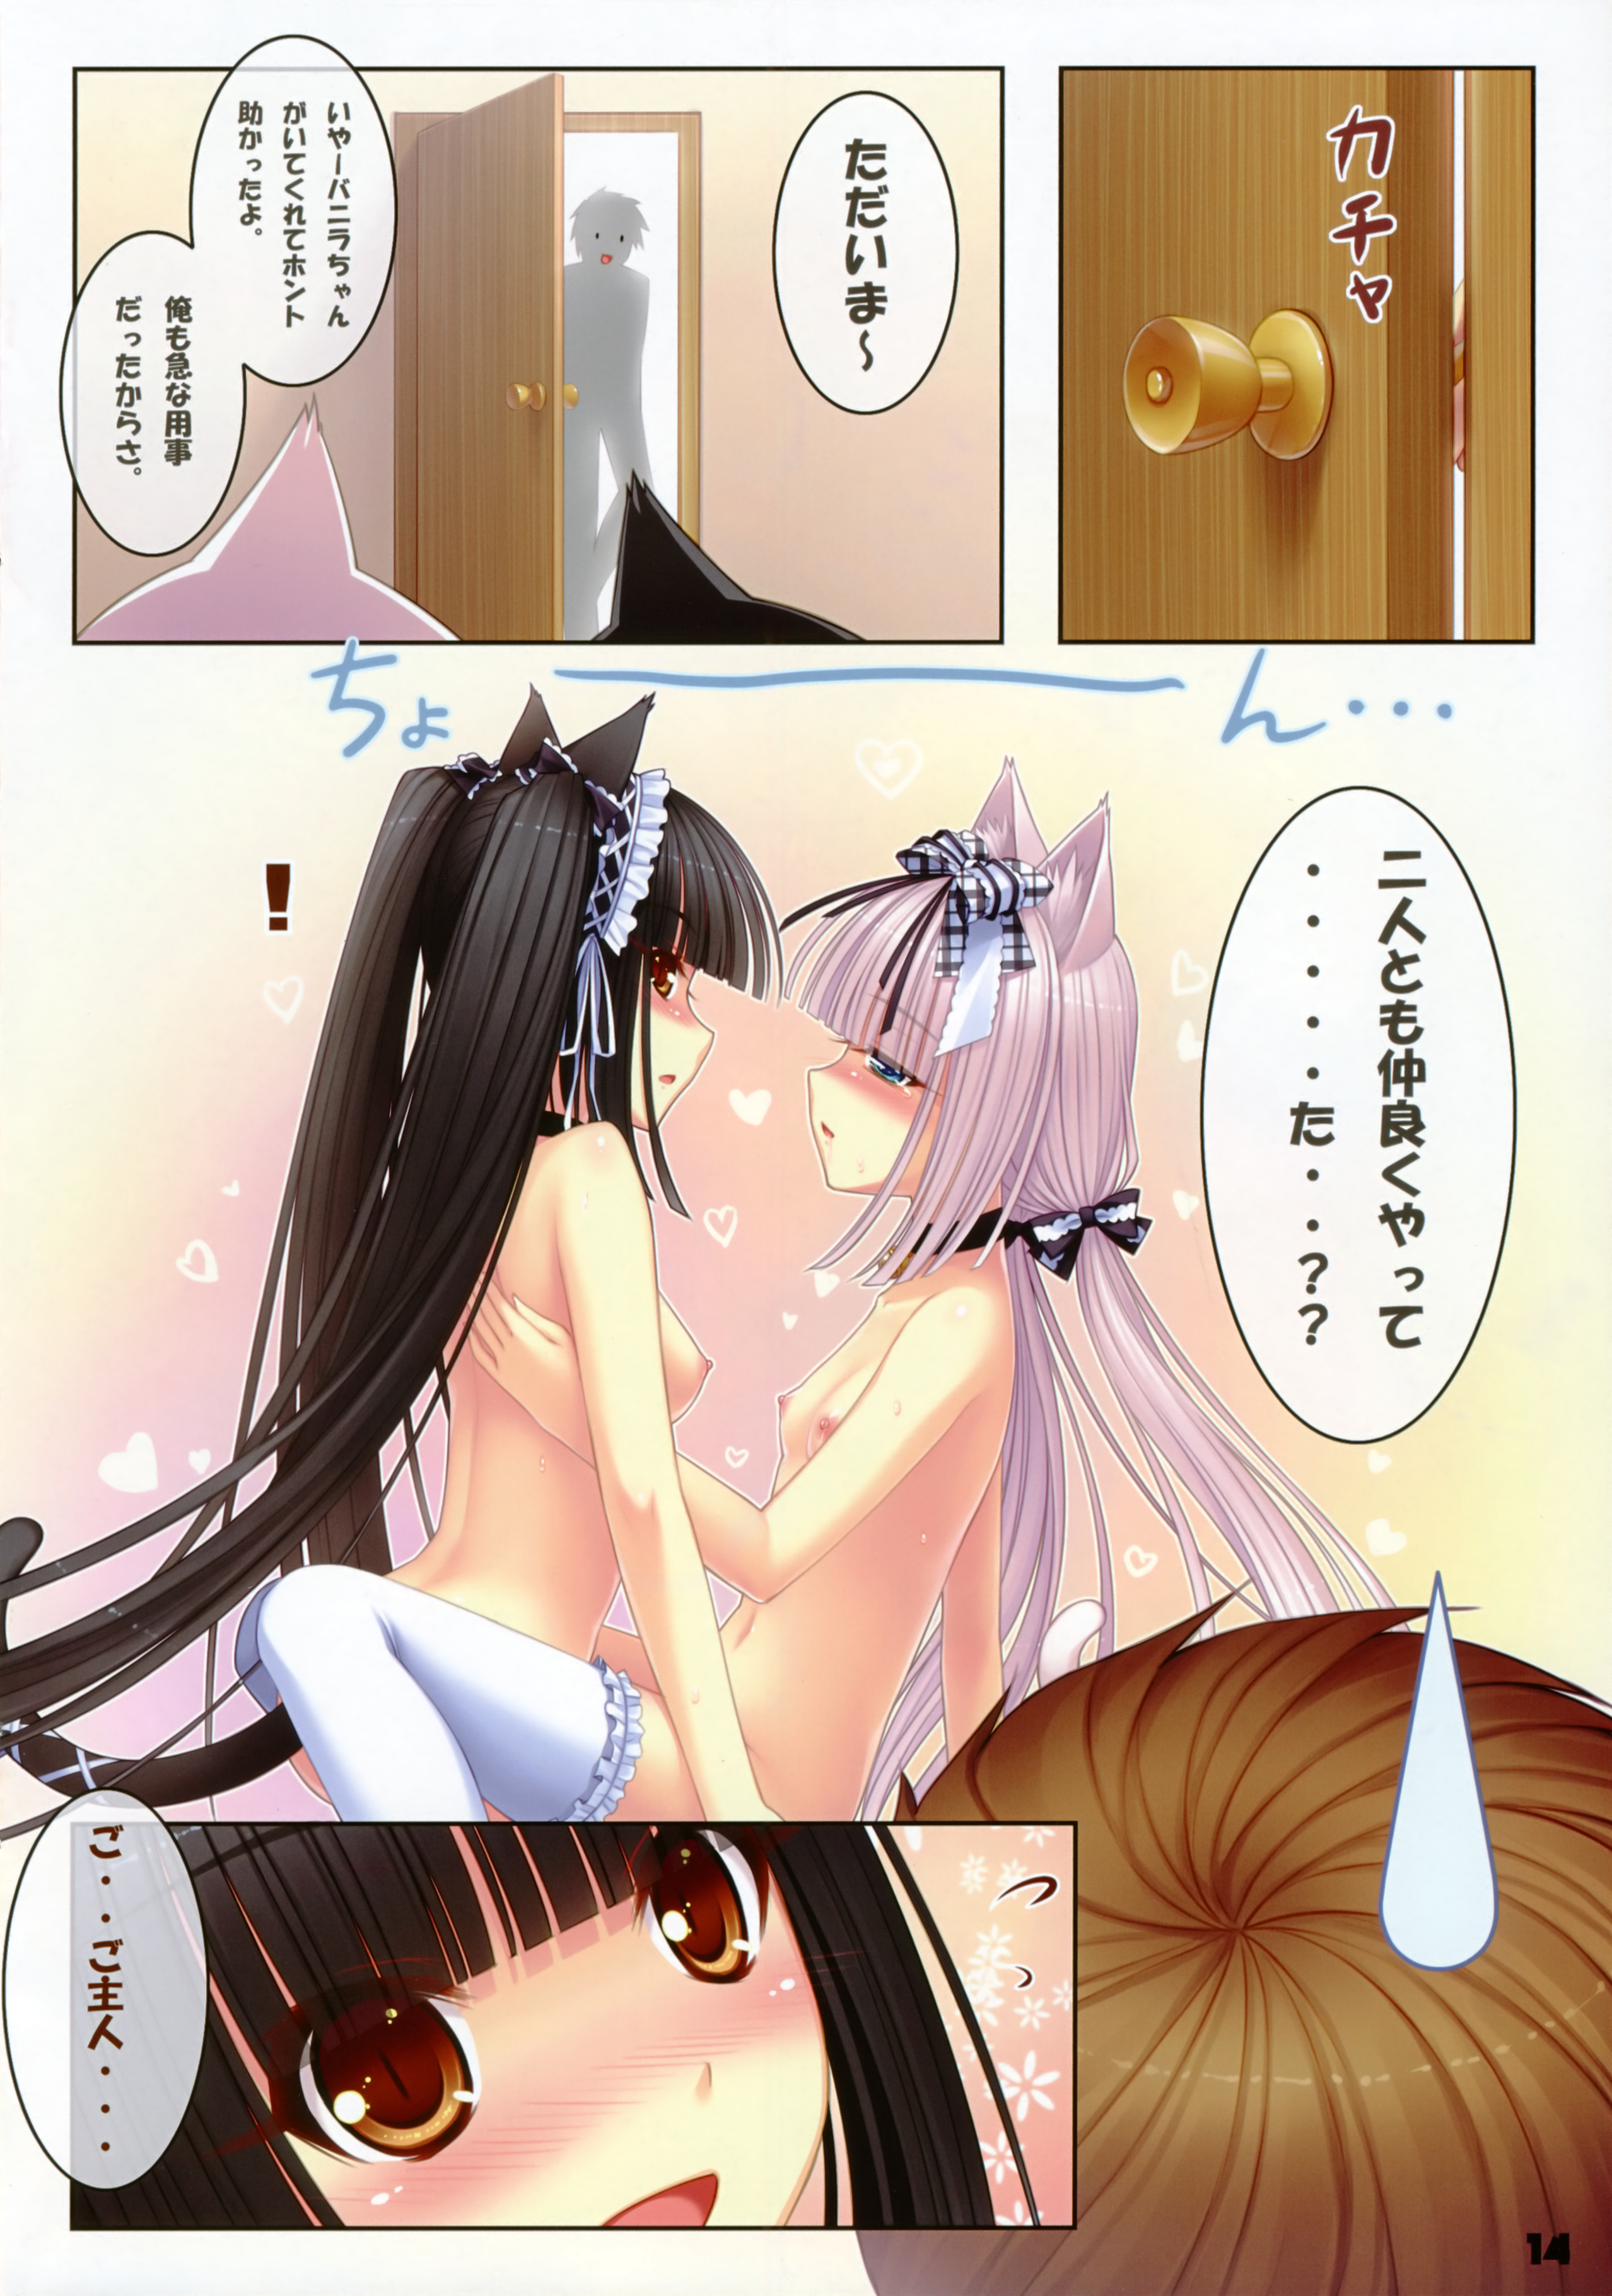 カチャ
ただいま～
いやーバニラちゃん
がいてくれてホント
助かったよ。
俺も急な用事
だったからさ。
ちょーーん・・・
二人とも仲良くやって
・・・・・た・・？？
！
ご・・ご主人・・・
14